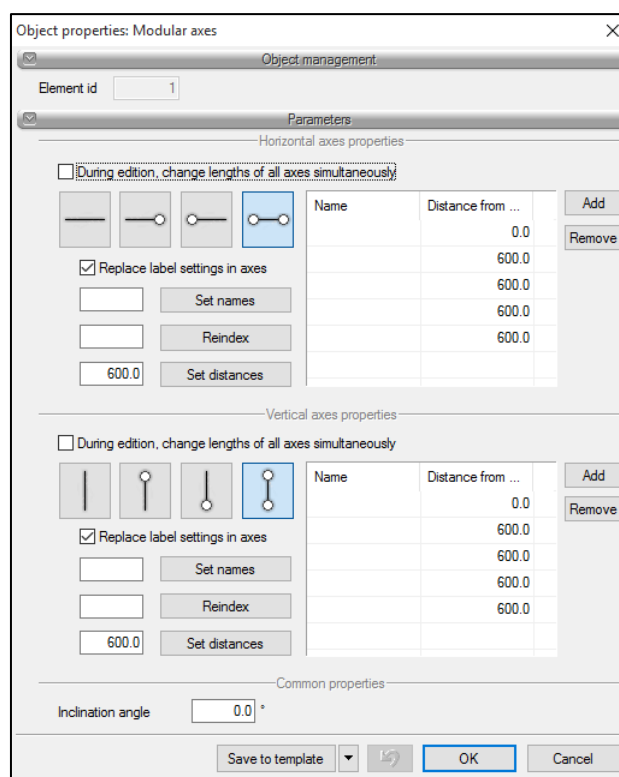 Object properties: Modular axes
Object management
Element id 1
Parameters
Horizontal axes properties
During edition, change lengths of all axes simultaneously
Name Distance from ... Add
0.0
Remove
600.0
Replace label settings in axes
600.0
Set names
600.0
Reindex 600.0
600.0 Set distances
Vertical axes properties
During edition, change lengths of all axes simultaneously
Name Distance from ... Add
0.0
Remove
600.0
Replace label settings in axes
600.0
Set names
600.0
Reindex 600.0
600.0 Set distances
Common properties
Inclination angle 0.0 °
Save to template OK Cancel